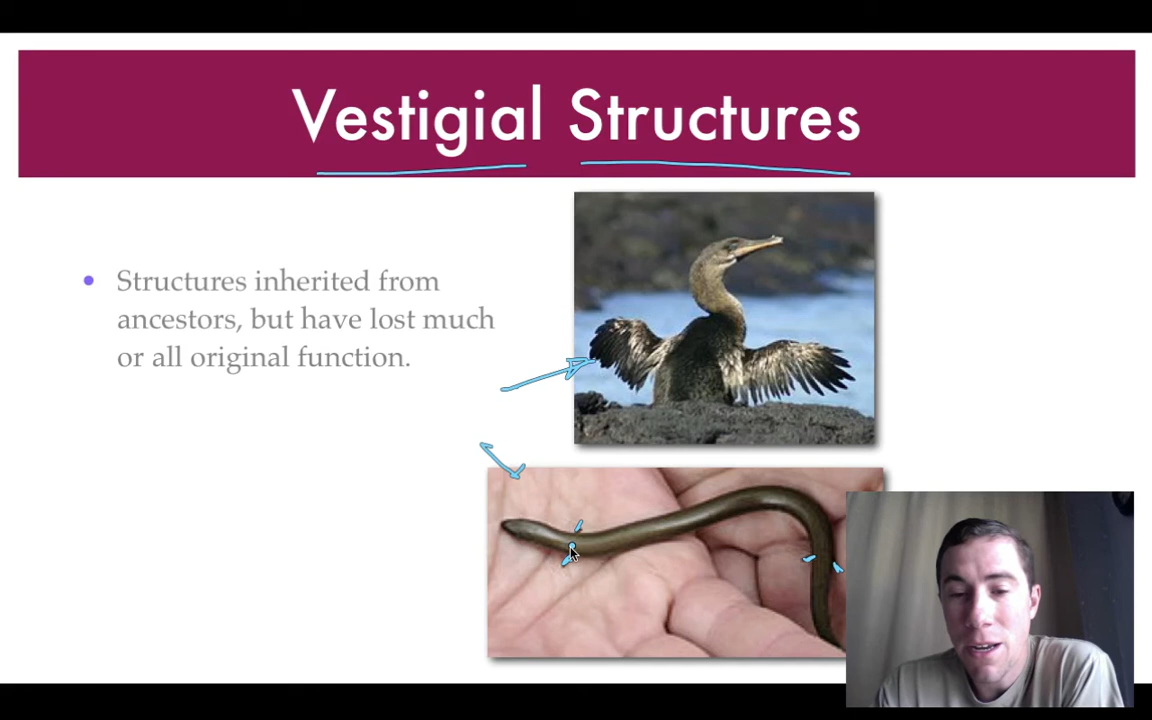 Vestigial Structures
• Structures inherited from
ancestors, but have lost much
or all original function.